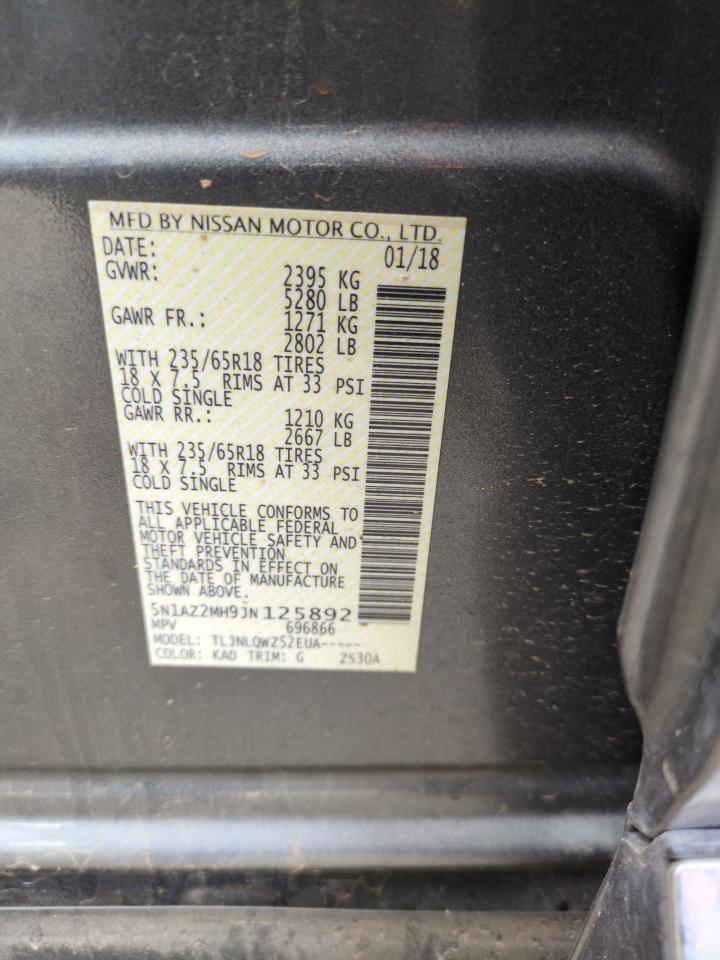 MFD BY NISSAN MOTOR CO., LTD.
DATE: 01/18
GVWR: 2395 KG
5280 LB
GAWR FR.: 1271 KG
2802 LB
WITH 235/65R18 TIRES
18 X 7.5 RIMS AT 33 PSI
COLD SINGLE
GAWR RR.: 1210 KG
2667 LB
WITH 235/65R18 TIRES
18 X 7.5 RIMS AT 33 PSI
COLD SINGLE
THIS VEHICLE CONFORMS TO
ALL APPLICABLE FEDERAL
MOTOR VEHICLE SAFETY AND
THEFT PREVENTION
STANDARDS IN EFFECT ON
THE DATE OF MANUFACTURE
SHOWN ABOVE.
5N1AZ2MH9JN125892
MPV 696866
MODEL: TLJNLQWZ52EUA-----
COLOR: KAD TRIM: G ZS30A